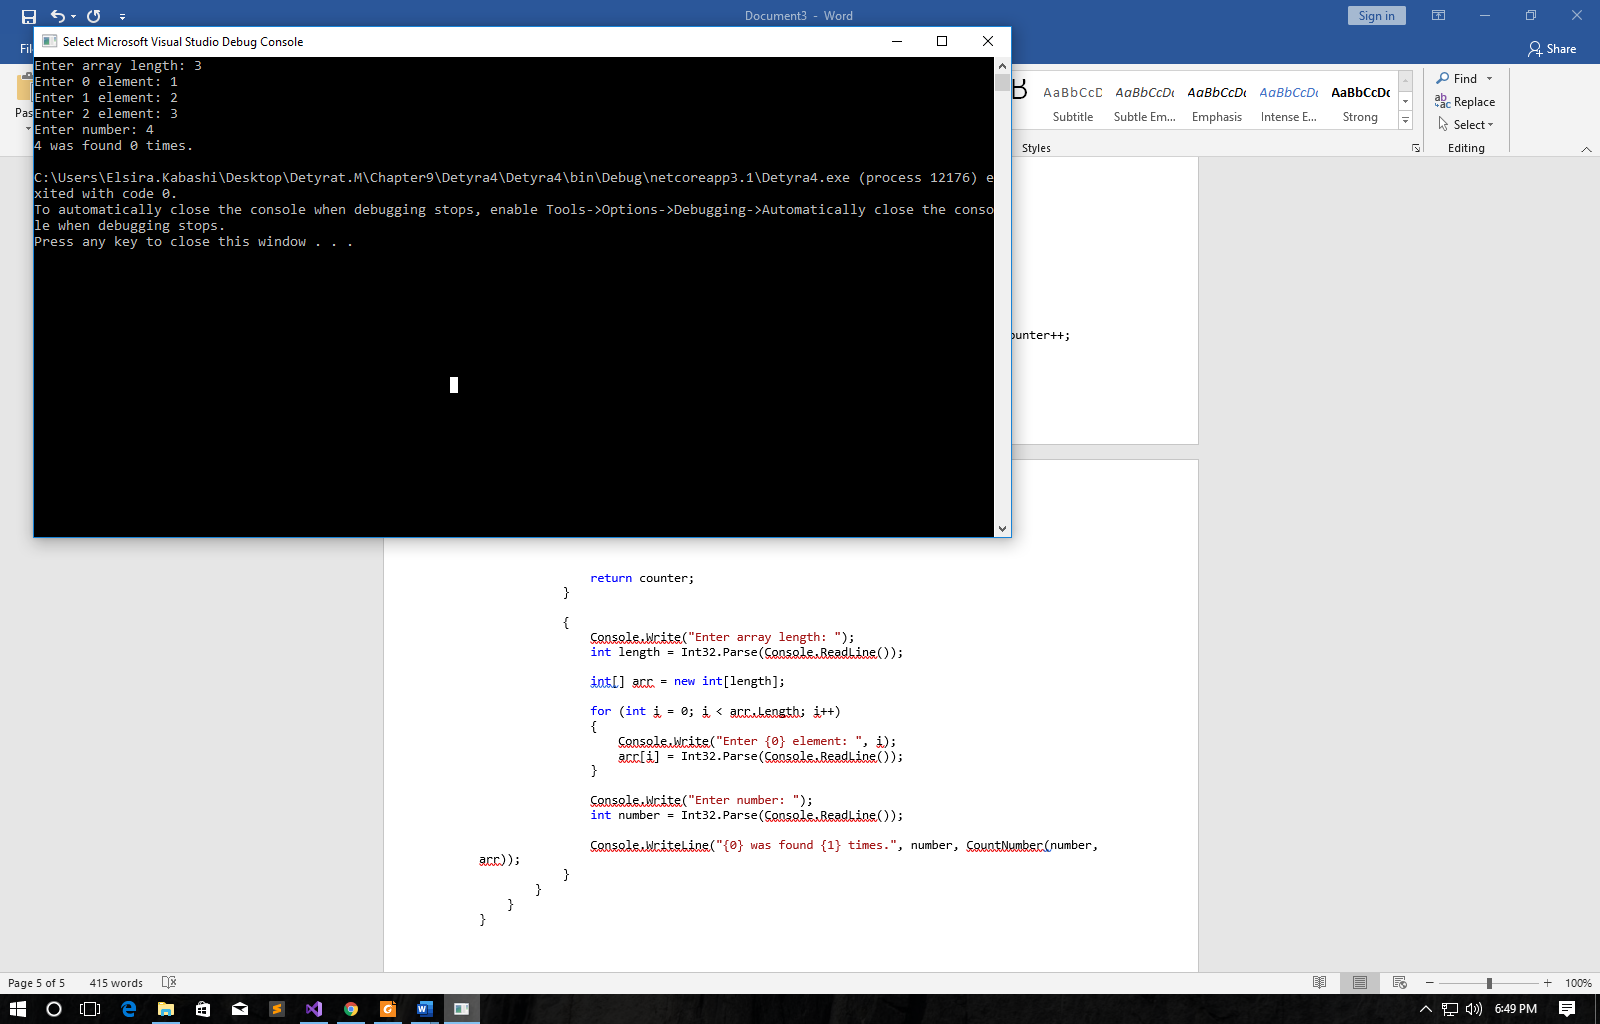 Document3 - Word
Sign in
Share
Select Microsoft Visual Studio Debug Console
Enter array length: 3
Enter 0 element: 1
Enter 1 element: 2
Enter 2 element: 3
Enter number: 4
4 was found 0 times.
C:\Users\Elsira.Kabashi\Desktop\Detyrat.M\Chapter9\Detyra4\Detyra4\bin\Debug\netcoreapp3.1\Detyra4.exe (process 12176) e
xited with code 0.
To automatically close the console when debugging stops, enable Tools->Options->Debugging->Automatically close the conso
le when debugging stops.
Press any key to close this window . . .
AaBbCcD AaBbCcDc AaBbCcDc AaBbCcDc AaBbCcDc
Subtitle Subtle Em... Emphasis Intense E... Strong
Styles
Find
Replace
Select
Editing
ounter++;
return counter;
}
{
Console.Write("Enter array length: ");
int length = Int32.Parse(Console.ReadLine());
int[] arr = new int[length];
for (int i = 0; i < arr.Length; i++)
{
Console.Write("Enter {0} element: ", i);
arr[i] = Int32.Parse(Console.ReadLine());
}
Console.Write("Enter number: ");
int number = Int32.Parse(Console.ReadLine());
Console.WriteLine("{0} was found {1} times.", number, CountNumber(number,
arr));
}
}
}
}
Page 5 of 5 415 words
100%
6:49 PM